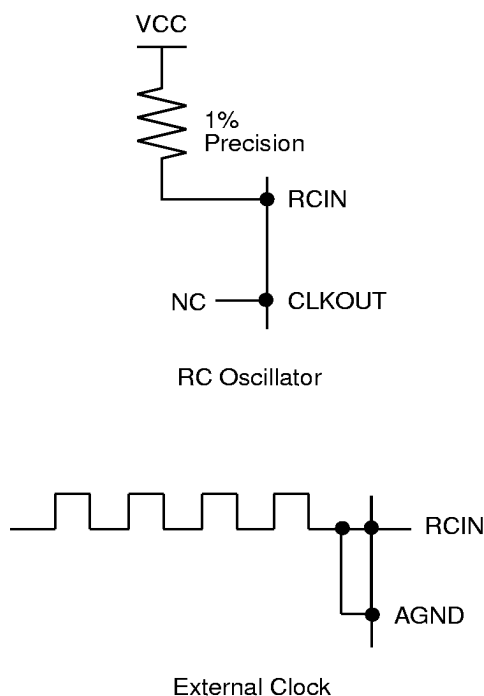 VCC
1%
Precision
RCIN
NC
CLKOUT
RC Oscillator
RCIN
AGND
External Clock